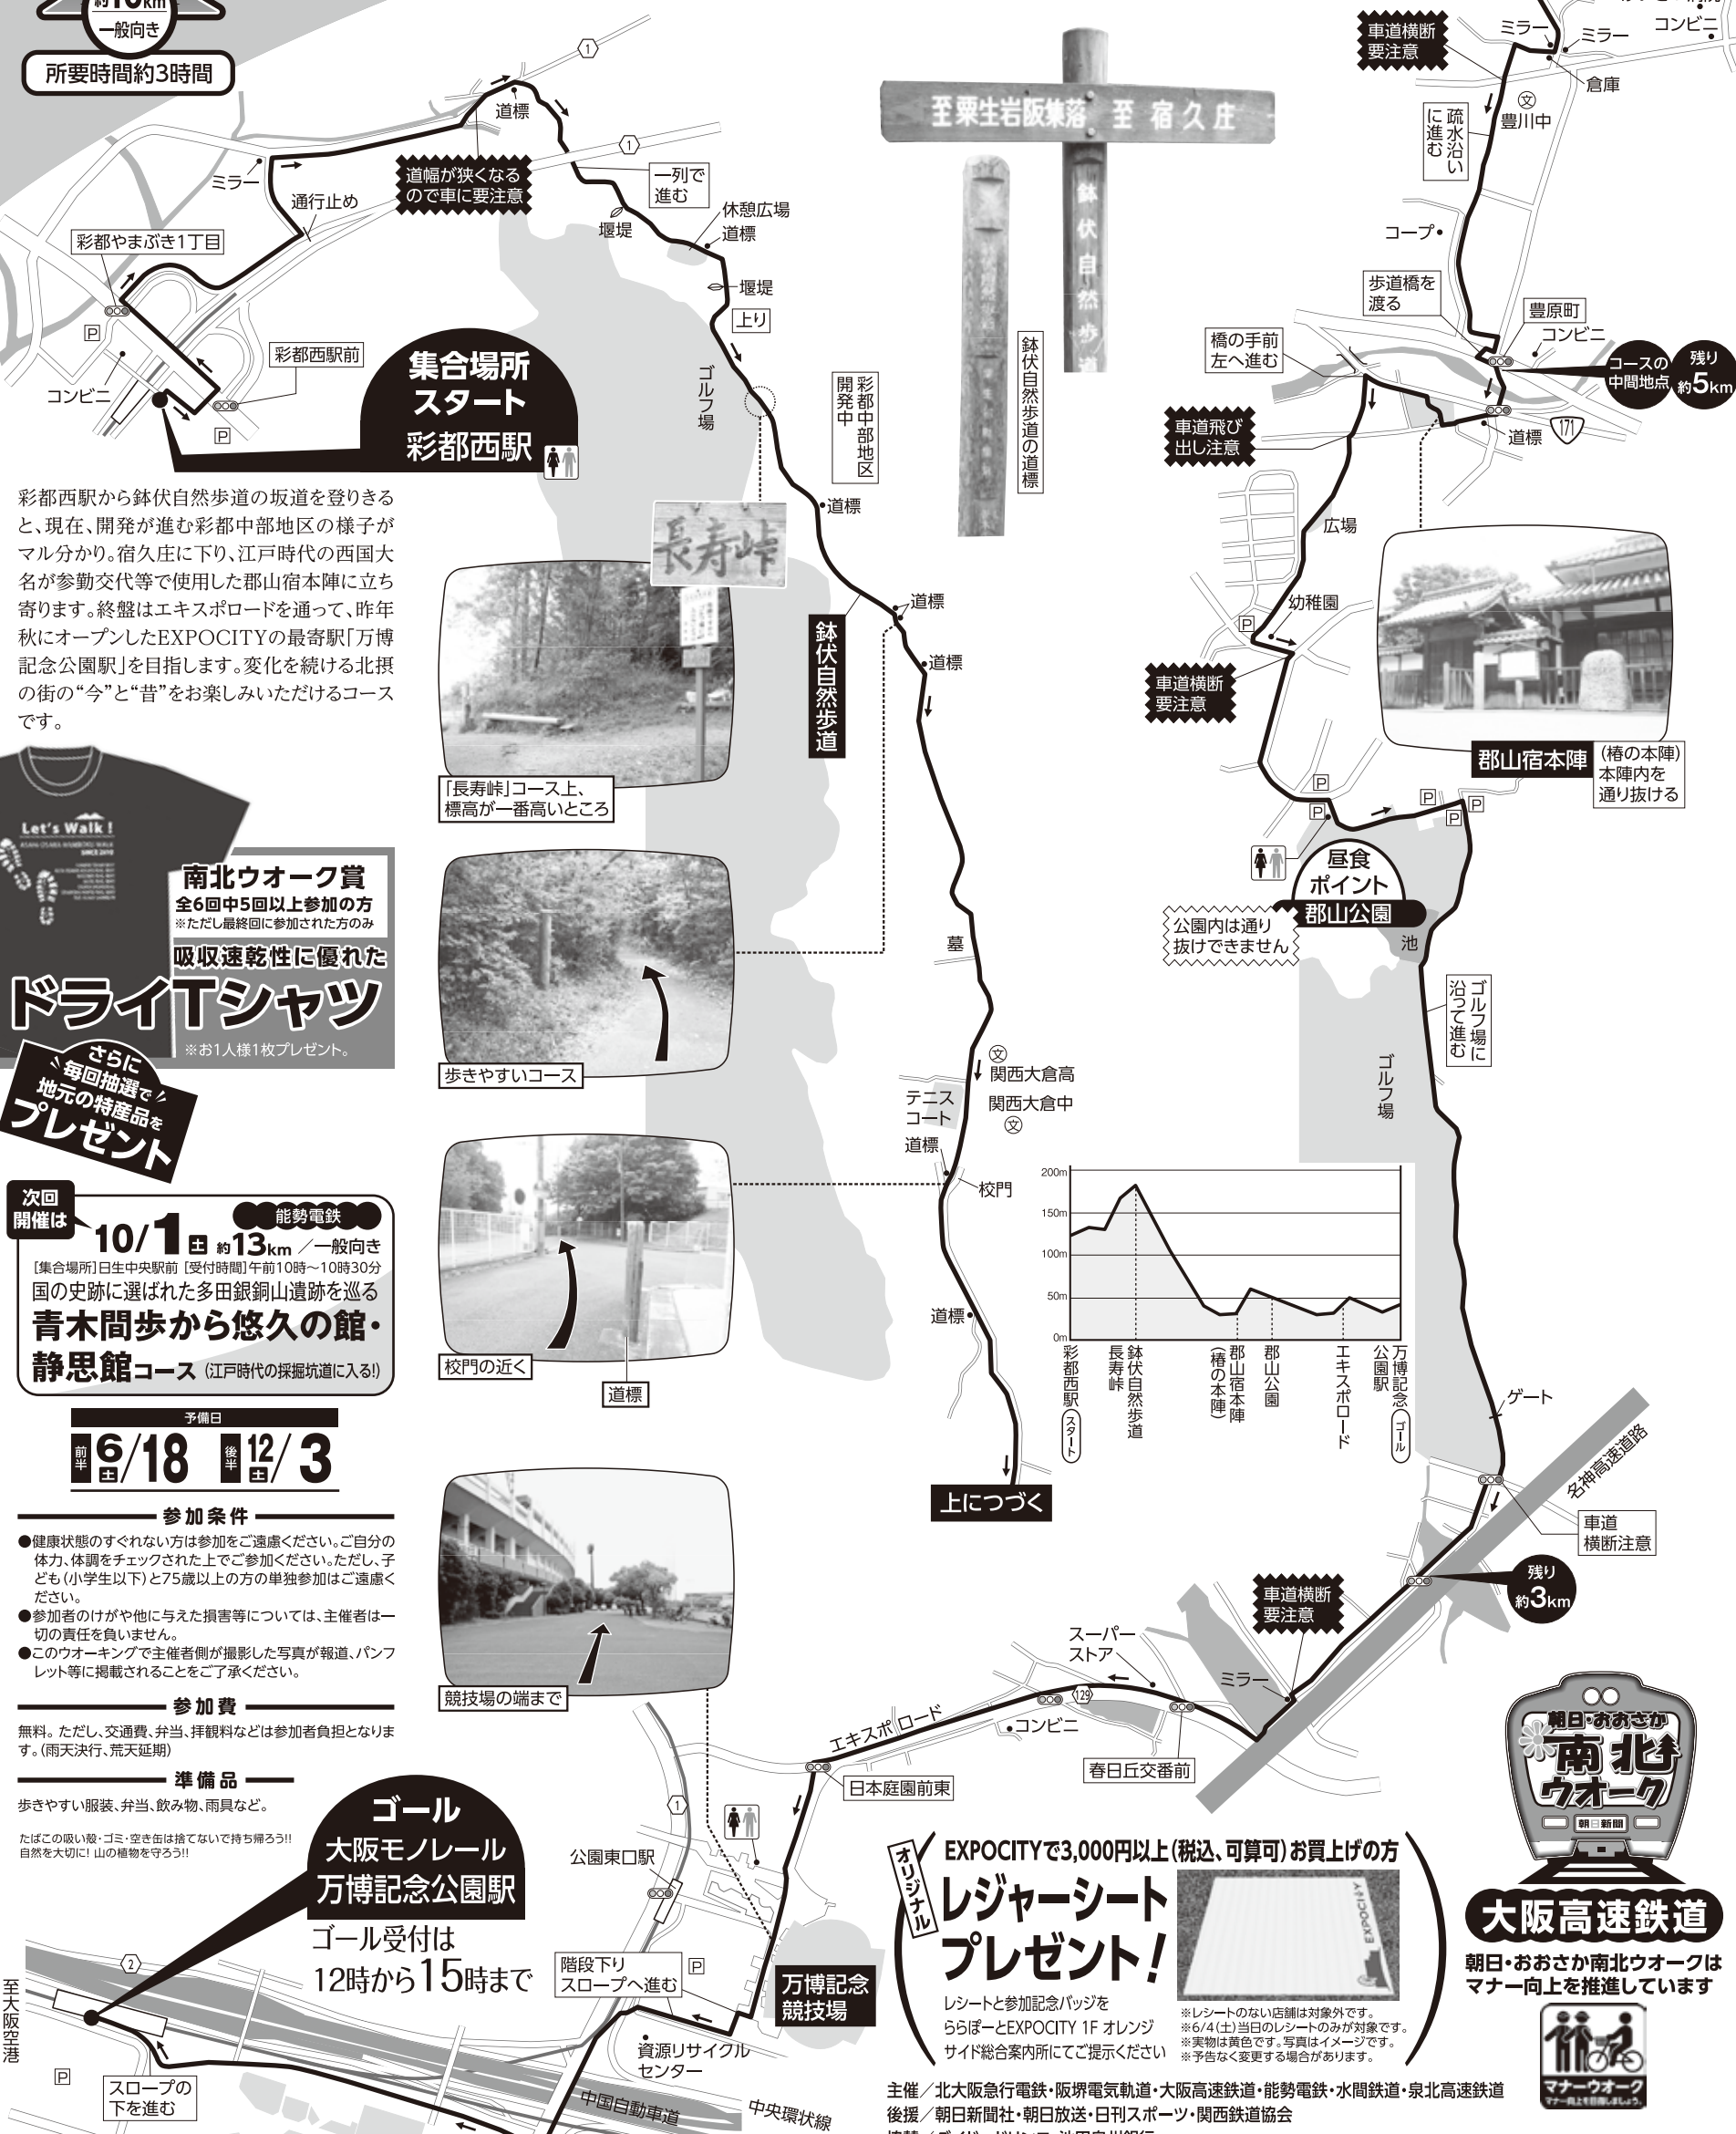 約10km
一般向き
所要時間約3時間
1
道標
ミラー
通行止め
道幅が狭くなる
ので車に要注意
1
一列で
進む
堰堤
休憩広場
道標
堰堤
上り
彩都やまぶき1丁目
P
コンビニ
彩都西駅前
P
集合場所
スタート
彩都西駅
ゴルフ場
彩都中部地区
開発中
道標
道標
道標
鉢伏自然歩道
墓
文
関西大倉高
関西大倉中
文
テニス
コート
道標
校門
道標
上につづく
至粟生岩阪集落 至 宿久庄
鉢伏自然歩道
鉢伏自然歩道の道標
彩都西駅から鉢伏自然歩道の坂道を登りきる
と、現在、開発が進む彩都中部地区の様子が
マル分かり。宿久庄に下り、江戸時代の西国大
名が参勤交代等で使用した郡山宿本陣に立ち
寄ります。終盤はエキスポロードを通って、昨年
秋にオープンしたEXPOCITYの最寄駅「万博
記念公園駅」を目指します。変化を続ける北摂
の街の“今”と“昔”をお楽しみいただけるコース
です。
長寿峠
「長寿峠」コース上、
標高が一番高いところ
歩きやすいコース
校門の近く
道標
競技場の端まで
Let's Walk !
SINCE 2010
南北ウオーク賞
全6回中5回以上参加の方
※ただし最終回に参加された方のみ
吸収速乾性に優れた
ドライTシャツ
※お1人様1枚プレゼント。
さらに
毎回抽選で
地元の特産品を
プレゼント
次回
開催は
10/1土 約13km／一般向き
能勢電鉄
[集合場所]日生中央駅前 [受付時間]午前10時～10時30分
国の史跡に選ばれた多田銀銅山遺跡を巡る
青木間歩から悠久の館・
静思館コース（江戸時代の採掘坑道に入る!）
予備日
前半 6/18土 後半 12/3土
参加条件
●健康状態のすぐれない方は参加をご遠慮ください。ご自分の
体力、体調をチェックされた上でご参加ください。ただし、子
ども（小学生以下）と75歳以上の方の単独参加はご遠慮く
ださい。
●参加者のけがや他に与えた損害等については、主催者は一
切の責任を負いません。
●このウオーキングで主催者側が撮影した写真が報道、パンフ
レット等に掲載されることをご了承ください。
参加費
無料。ただし、交通費、弁当、拝観料などは参加者負担となりま
す。（雨天決行、荒天延期）
準備品
歩きやすい服装、弁当、飲み物、雨具など。
たばこの吸い殻・ゴミ・空き缶は捨てないで持ち帰ろう!!
自然を大切に! 山の植物を守ろう!!
車道横断
要注意
ミラー
ミラー
コンビニ
倉庫
文
豊川中
疏水沿い
に進む
コープ
歩道橋を
渡る
豊原町
コンビニ
コースの
中間地点
残り
約5km
橋の手前
左へ進む
道標
171
車道飛び
出し注意
広場
幼稚園
P
車道横断
要注意
郡山宿本陣
（椿の本陣）
本陣内を
通り抜ける
P
P
P
P
P
昼食
ポイント
郡山公園
公園内は通り
抜けできません
池
ゴルフ場に
沿って進む
ゴルフ場
200m
150m
100m
50m
0m
彩都西駅
スタート
長寿峠
鉢伏自然歩道
郡山宿本陣
（椿の本陣）
郡山公園
エキスポロード
万博記念
公園駅
ゴール
ゲート
名神高速道路
車道
横断注意
残り
約3km
車道横断
要注意
ミラー
スーパー
ストア
129
コンビニ
春日丘交番前
エキスポロード
日本庭園前東
1
公園東口駅
P
階段下り
スロープへ進む
万博記念
競技場
資源リサイクル
センター
中国自動車道
中央環状線
ゴール
大阪モノレール
万博記念公園駅
ゴール受付は
12時から15時まで
2
至大阪空港
P
スロープの
下を進む
オリジナル
EXPOCITYで3,000円以上（税込、可算可）お買上げの方
レジャーシート
プレゼント!
EXPOCITY
レシートと参加記念バッジを
ららぽーとEXPOCITY 1F オレンジ
サイド総合案内所にてご提示ください
※レシートのない店舗は対象外です。
※6/4（土）当日のレシートのみが対象です。
※実物は黄色です。写真はイメージです。
※予告なく変更する場合があります。
主催／北大阪急行電鉄・阪堺電気軌道・大阪高速鉄道・能勢電鉄・水間鉄道・泉北高速鉄道
後援／朝日新聞社・朝日放送・日刊スポーツ・関西鉄道協会
朝日・おおさか
南北
ウオーク
朝日新聞
大阪高速鉄道
朝日・おおさか南北ウオークは
マナー向上を推進しています
マナーウオーク
マナー向上を目指しましょう。